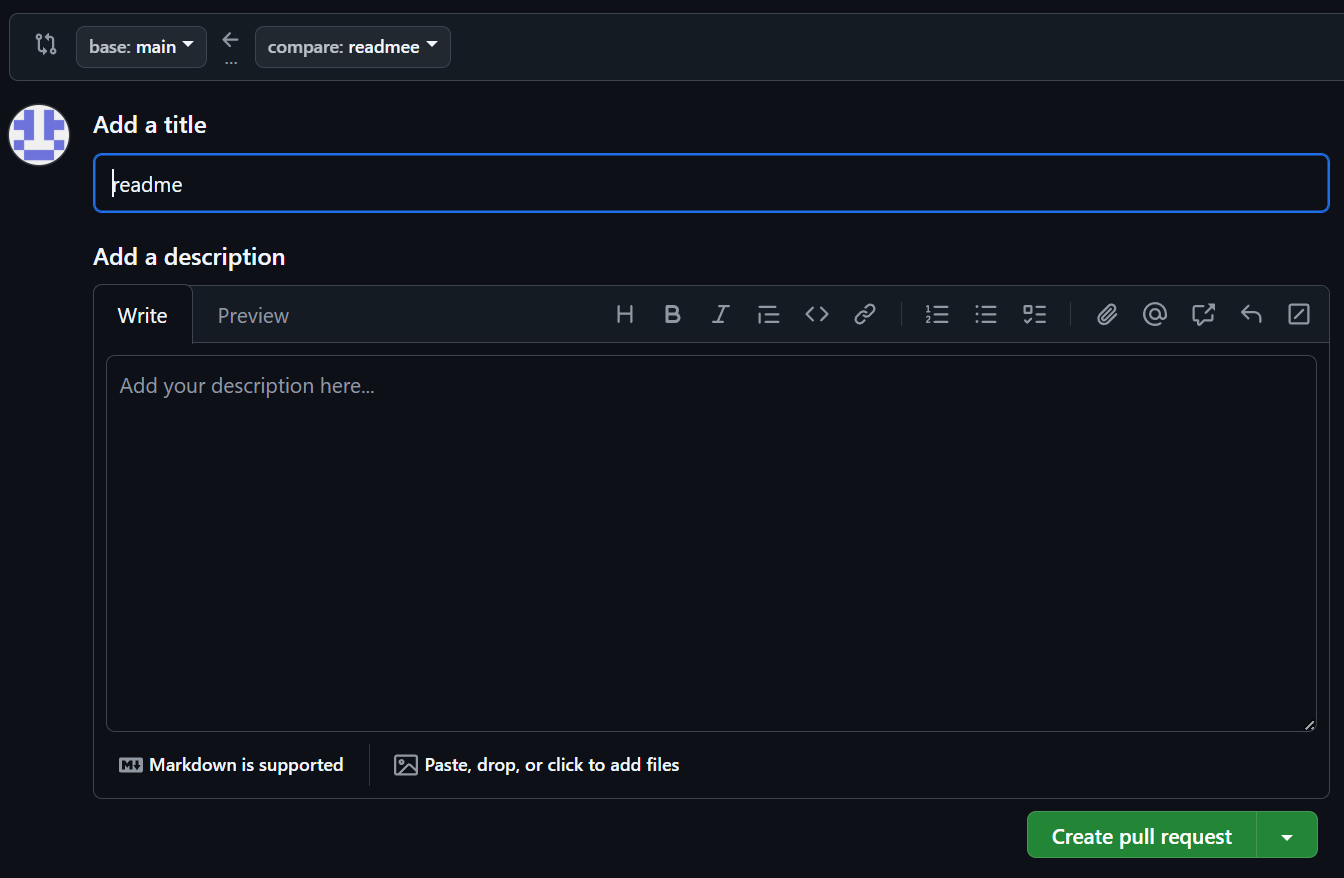 base: main ... compare: readmee
Add a title
readme
Add a description
Write Preview
Add your description here...
Markdown is supported Paste, drop, or click to add files
Create pull request